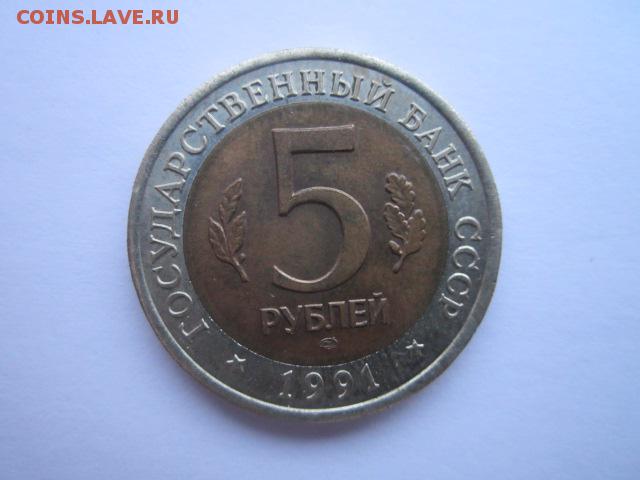 COINS.LAVE.RU
ГОСУДАРСТВЕННЫЙ БАНК СССР
5
РУБЛЕЙ
1991